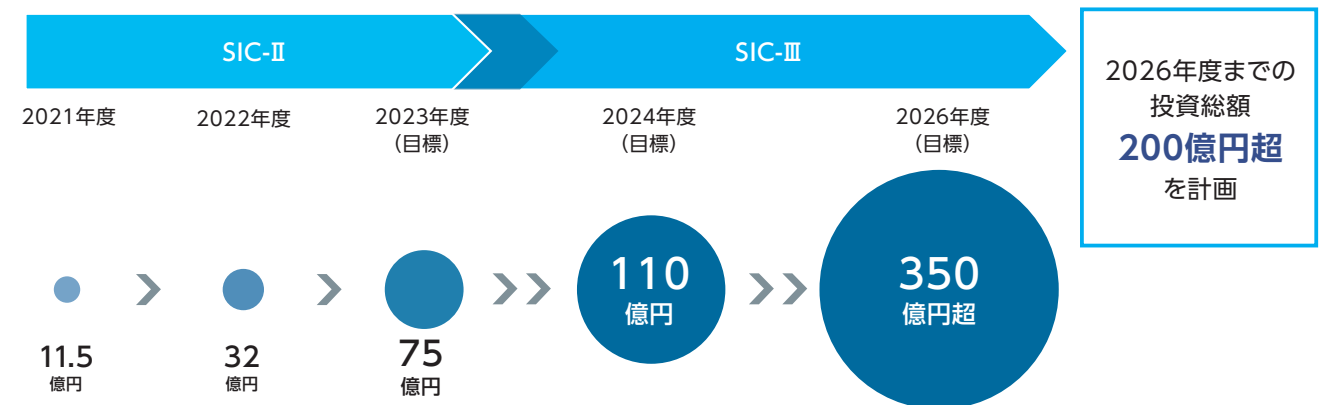 SIC-Ⅱ
SIC-Ⅲ
2021年度
2022年度
2023年度
（目標）
2024年度
（目標）
2026年度
（目標）
11.5
億円
32
億円
75
億円
110
億円
350
億円超
2026年度までの
投資総額
200億円超
を計画